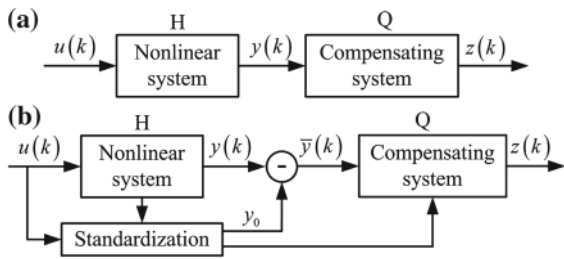 (a)
H
Q
u(k)
Nonlinear
system
y(k)
Compensating
system
z(k)
(b)
H
Q
u(k)
Nonlinear
system
y(k)
-
y̅(k)
Compensating
system
z(k)
y₀
Standardization